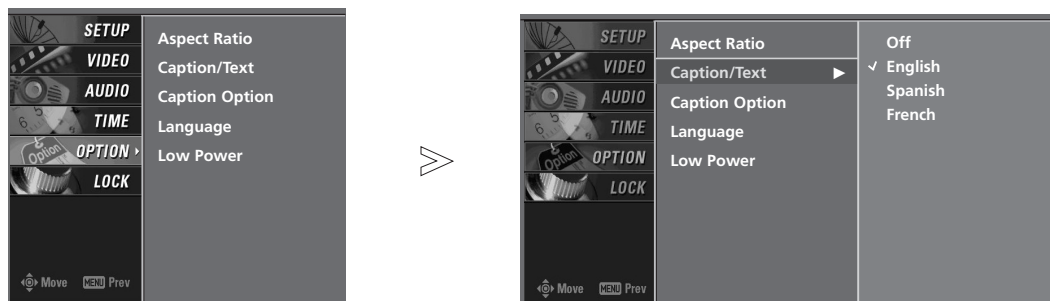 SETUP
VIDEO
AUDIO
TIME
OPTION
LOCK
Option
Aspect Ratio
Caption/Text
Caption Option
Language
Low Power
Move MENU Prev
SETUP
VIDEO
AUDIO
TIME
OPTION
LOCK
Option
Aspect Ratio
Caption/Text
Caption Option
Language
Low Power
Off
English
Spanish
French
Move MENU Prev